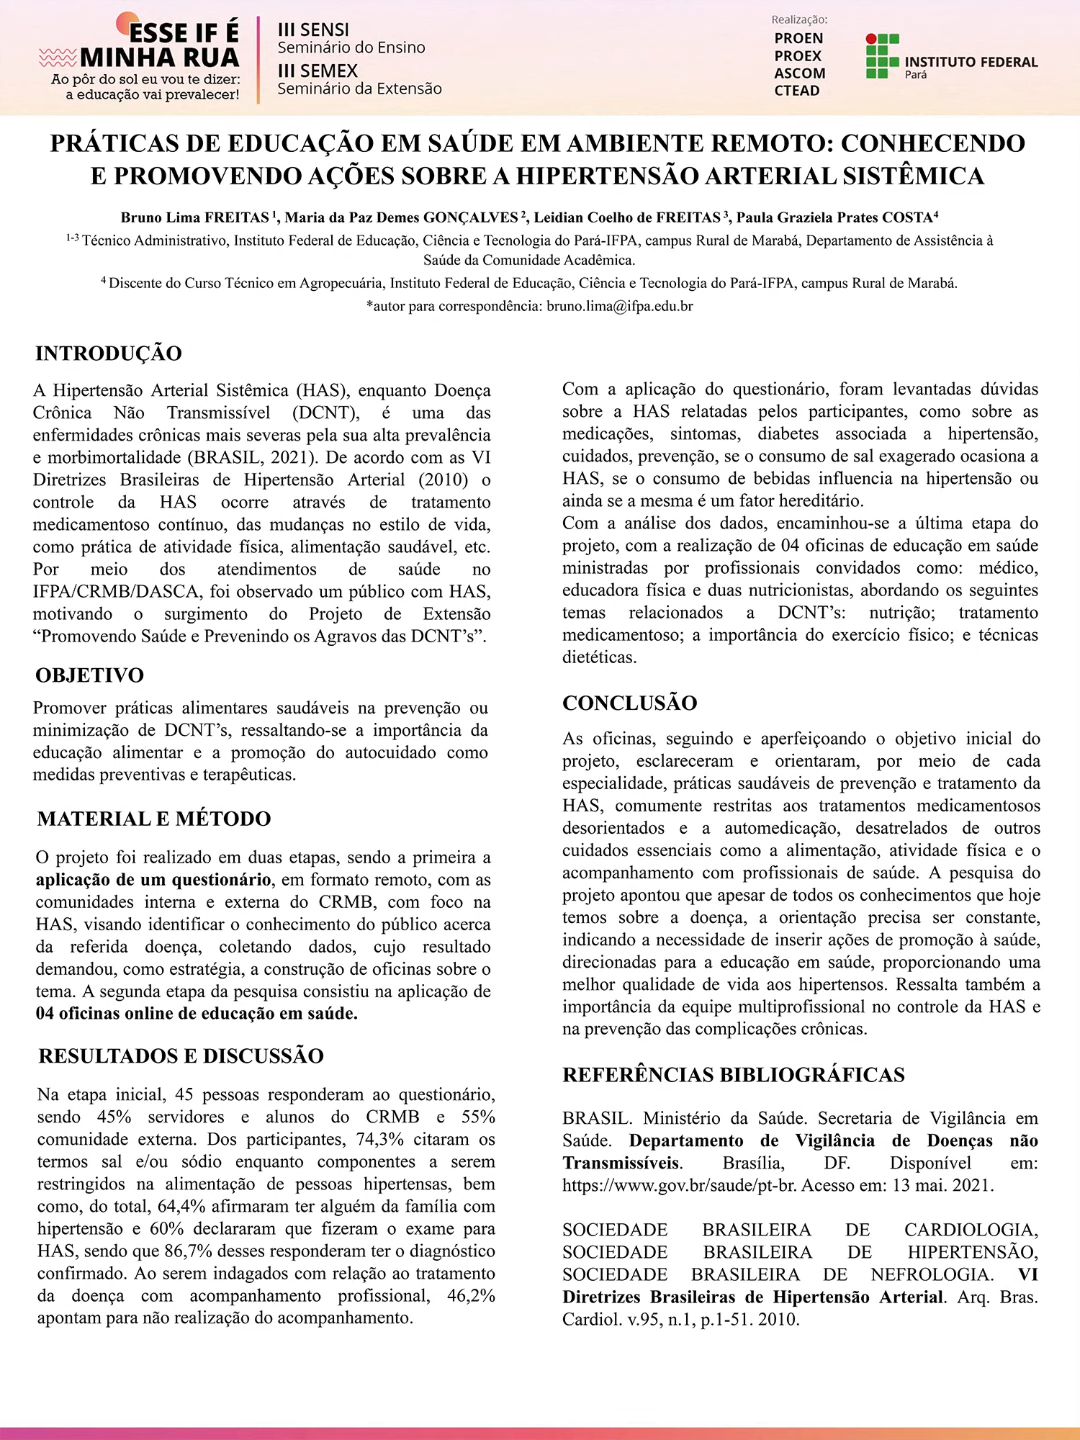 ESSE IF É
MINHA RUA
Ao pôr do sol eu vou te dizer:
a educação vai prevalecer!
III SENSI
Seminário do Ensino
III SEMEX
Seminário da Extensão
Realização:
PROEN
PROEX
ASCOM
CTEAD
INSTITUTO FEDERAL
Pará
PRÁTICAS DE EDUCAÇÃO EM SAÚDE EM AMBIENTE REMOTO: CONHECENDO
E PROMOVENDO AÇÕES SOBRE A HIPERTENSÃO ARTERIAL SISTÊMICA
Bruno Lima FREITAS ¹, Maria da Paz Demes GONÇALVES ², Leidian Coelho de FREITAS ³, Paula Graziela Prates COSTA⁴
¹⁻³ Técnico Administrativo, Instituto Federal de Educação, Ciência e Tecnologia do Pará-IFPA, campus Rural de Marabá, Departamento de Assistência à
Saúde da Comunidade Acadêmica.
⁴ Discente do Curso Técnico em Agropecuária, Instituto Federal de Educação, Ciência e Tecnologia do Pará-IFPA, campus Rural de Marabá.
*autor para correspondência: bruno.lima@ifpa.edu.br
INTRODUÇÃO
A Hipertensão Arterial Sistêmica (HAS), enquanto Doença
Crônica Não Transmissível (DCNT), é uma das
enfermidades crônicas mais severas pela sua alta prevalência
e morbimortalidade (BRASIL, 2021). De acordo com as VI
Diretrizes Brasileiras de Hipertensão Arterial (2010) o
controle da HAS ocorre através de tratamento
medicamentoso contínuo, das mudanças no estilo de vida,
como prática de atividade física, alimentação saudável, etc.
Por meio dos atendimentos de saúde no
IFPA/CRMB/DASCA, foi observado um público com HAS,
motivando o surgimento do Projeto de Extensão
“Promovendo Saúde e Prevenindo os Agravos das DCNT’s”.
OBJETIVO
Promover práticas alimentares saudáveis na prevenção ou
minimização de DCNT’s, ressaltando-se a importância da
educação alimentar e a promoção do autocuidado como
medidas preventivas e terapêuticas.
MATERIAL E MÉTODO
O projeto foi realizado em duas etapas, sendo a primeira a
aplicação de um questionário, em formato remoto, com as
comunidades interna e externa do CRMB, com foco na
HAS, visando identificar o conhecimento do público acerca
da referida doença, coletando dados, cujo resultado
demandou, como estratégia, a construção de oficinas sobre o
tema. A segunda etapa da pesquisa consistiu na aplicação de
04 oficinas online de educação em saúde.
RESULTADOS E DISCUSSÃO
Na etapa inicial, 45 pessoas responderam ao questionário,
sendo 45% servidores e alunos do CRMB e 55%
comunidade externa. Dos participantes, 74,3% citaram os
termos sal e/ou sódio enquanto componentes a serem
restringidos na alimentação de pessoas hipertensas, bem
como, do total, 64,4% afirmaram ter alguém da família com
hipertensão e 60% declararam que fizeram o exame para
HAS, sendo que 86,7% desses responderam ter o diagnóstico
confirmado. Ao serem indagados com relação ao tratamento
da doença com acompanhamento profissional, 46,2%
apontam para não realização do acompanhamento.
Com a aplicação do questionário, foram levantadas dúvidas
sobre a HAS relatadas pelos participantes, como sobre as
medicações, sintomas, diabetes associada a hipertensão,
cuidados, prevenção, se o consumo de sal exagerado ocasiona a
HAS, se o consumo de bebidas influencia na hipertensão ou
ainda se a mesma é um fator hereditário.
Com a análise dos dados, encaminhou-se a última etapa do
projeto, com a realização de 04 oficinas de educação em saúde
ministradas por profissionais convidados como: médico,
educadora física e duas nutricionistas, abordando os seguintes
temas relacionados a DCNT’s: nutrição; tratamento
medicamentoso; a importância do exercício físico; e técnicas
dietéticas.
CONCLUSÃO
As oficinas, seguindo e aperfeiçoando o objetivo inicial do
projeto, esclareceram e orientaram, por meio de cada
especialidade, práticas saudáveis de prevenção e tratamento da
HAS, comumente restritas aos tratamentos medicamentosos
desorientados e a automedicação, desatrelados de outros
cuidados essenciais como a alimentação, atividade física e o
acompanhamento com profissionais de saúde. A pesquisa do
projeto apontou que apesar de todos os conhecimentos que hoje
temos sobre a doença, a orientação precisa ser constante,
indicando a necessidade de inserir ações de promoção à saúde,
direcionadas para a educação em saúde, proporcionando uma
melhor qualidade de vida aos hipertensos. Ressalta também a
importância da equipe multiprofissional no controle da HAS e
na prevenção das complicações crônicas.
REFERÊNCIAS BIBLIOGRÁFICAS
BRASIL. Ministério da Saúde. Secretaria de Vigilância em
Saúde. Departamento de Vigilância de Doenças não
Transmissíveis. Brasília, DF. Disponível em:
https://www.gov.br/saude/pt-br. Acesso em: 13 mai. 2021.
SOCIEDADE BRASILEIRA DE CARDIOLOGIA,
SOCIEDADE BRASILEIRA DE HIPERTENSÃO,
SOCIEDADE BRASILEIRA DE NEFROLOGIA. VI
Diretrizes Brasileiras de Hipertensão Arterial. Arq. Bras.
Cardiol. v.95, n.1, p.1-51. 2010.